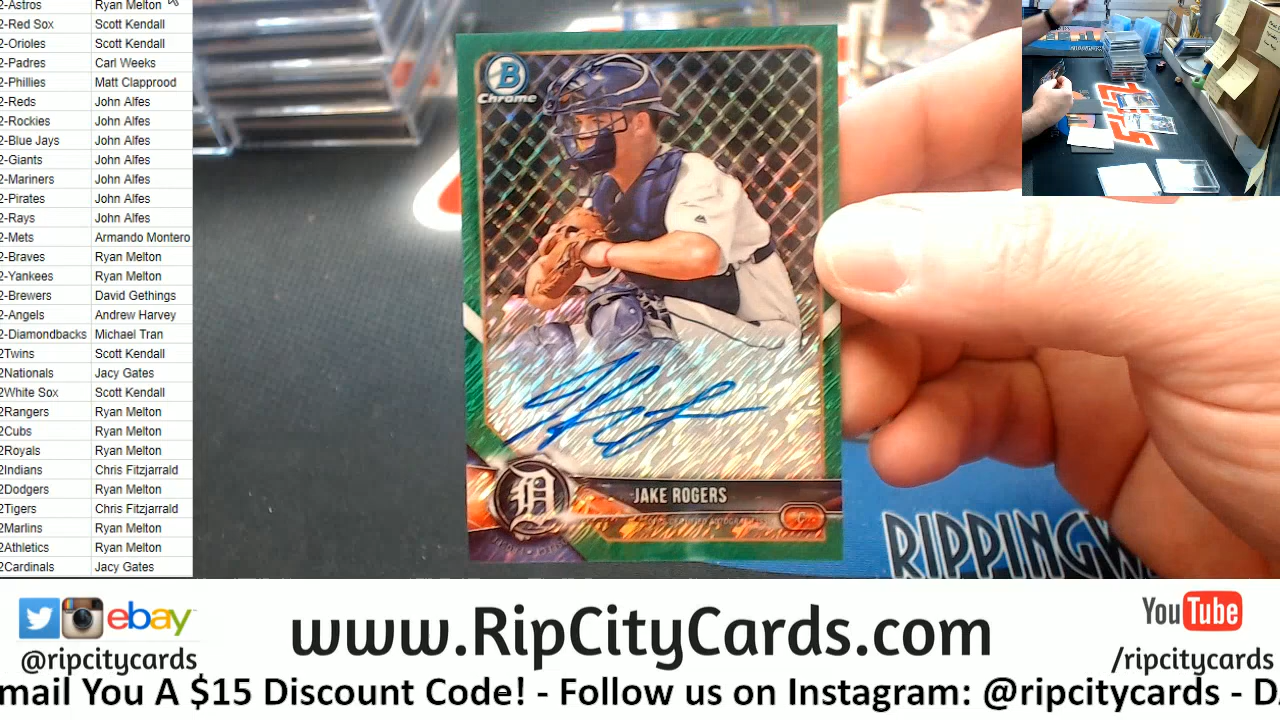 2-Astros Ryan Melton
2-Red Sox Scott Kendall
2-Orioles Scott Kendall
2-Padres Carl Weeks
2-Phillies Matt Clapprood
2-Reds John Alfes
2-Rockies John Alfes
2-Blue Jays John Alfes
2-Giants John Alfes
2-Mariners John Alfes
2-Pirates John Alfes
2-Rays John Alfes
2-Mets Armando Montero
2-Braves Ryan Melton
2-Yankees Ryan Melton
2-Brewers David Gethings
2-Angels Andrew Harvey
2-Diamondbacks Michael Tran
2Twins Scott Kendall
2Nationals Jacy Gates
2White Sox Scott Kendall
2Rangers Ryan Melton
2Cubs Ryan Melton
2Royals Ryan Melton
2Indians Chris Fitzjarrald
2Dodgers Ryan Melton
2Tigers Chris Fitzjarrald
2Marlins Ryan Melton
2Athletics Ryan Melton
2Cardinals Jacy Gates
B
Chrome
D
JAKE ROGERS
C
RIPPINGW
ebay
@ripcitycards
www.RipCityCards.com
YouTube
/ripcitycards
mail You A $15 Discount Code! - Follow us on Instagram: @ripcitycards - D